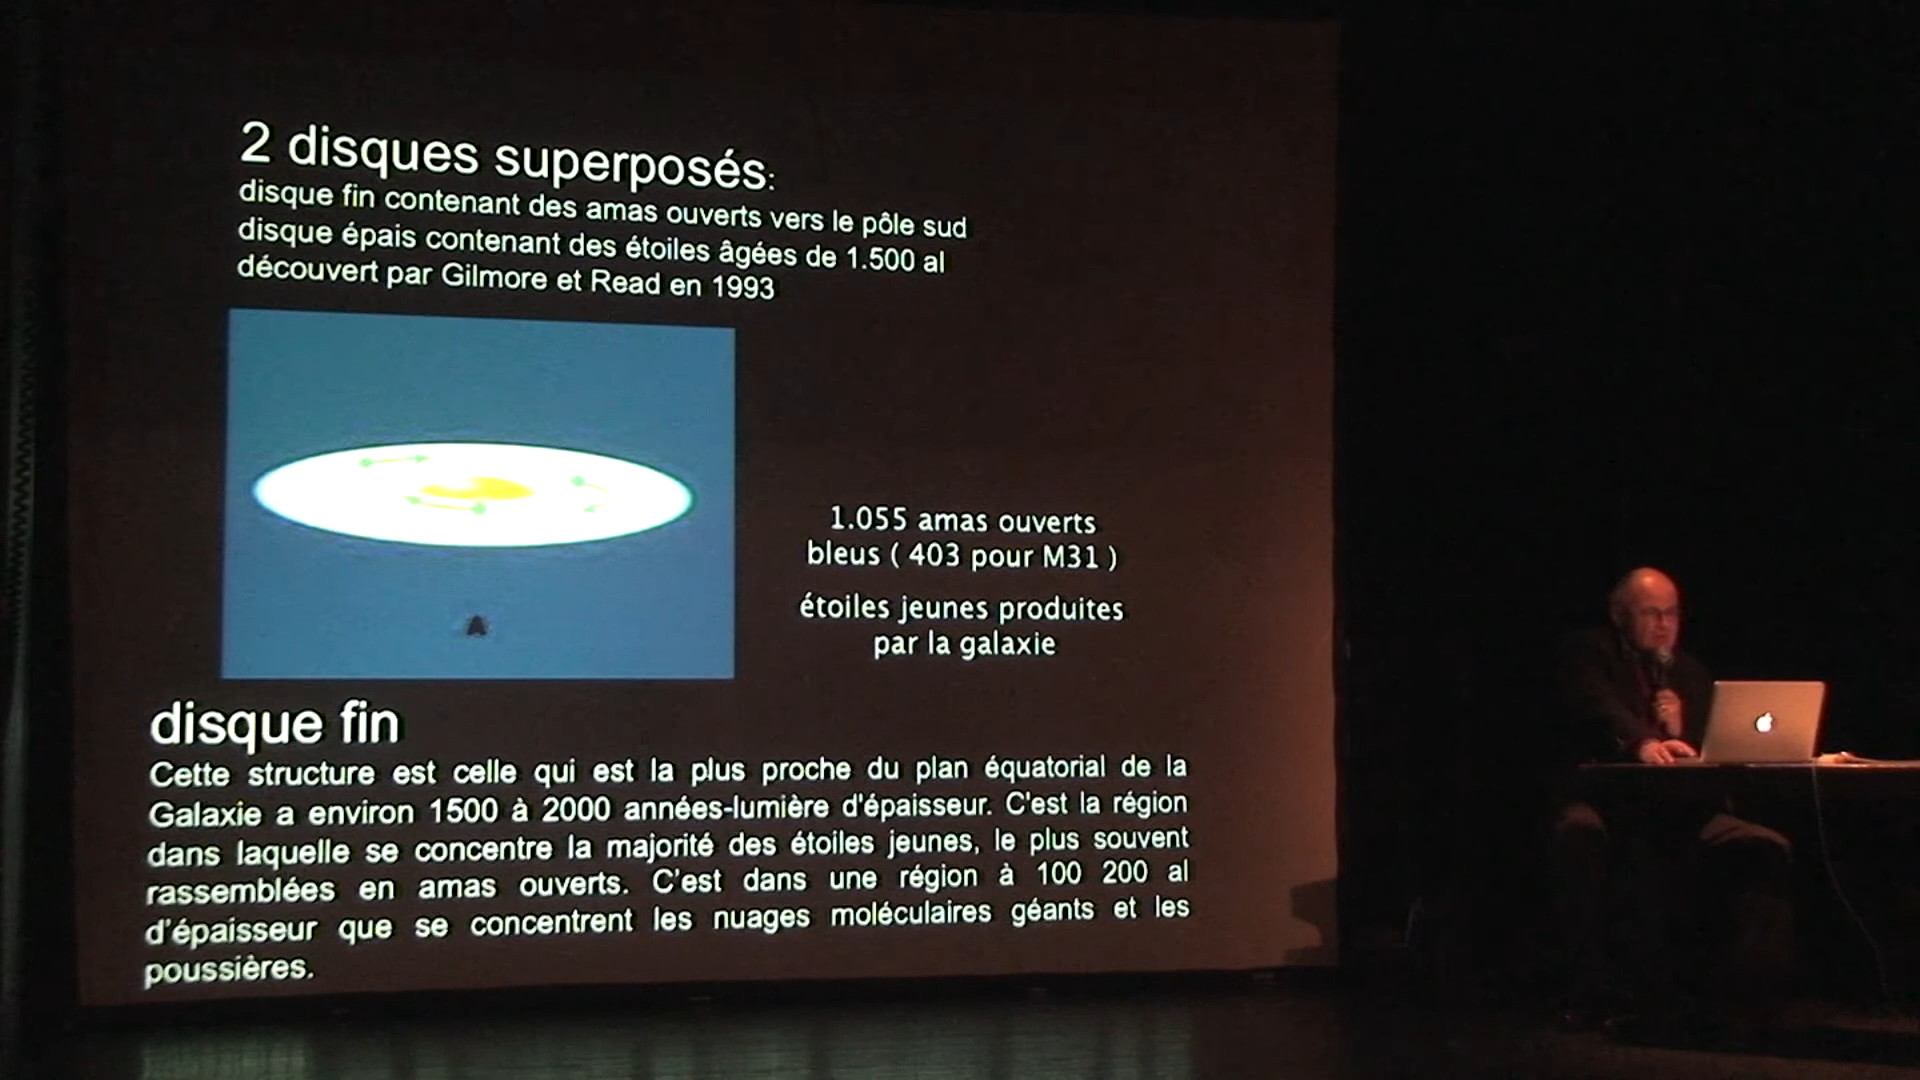 2 disques superposés:
disque fin contenant des amas ouverts vers le pôle sud
disque épais contenant des étoiles âgées de 1.500 al
découvert par Gilmore et Read en 1993
1.055 amas ouverts
bleus ( 403 pour M31 )
étoiles jeunes produites
par la galaxie
disque fin
Cette structure est celle qui est la plus proche du plan équatorial de la
Galaxie a environ 1500 à 2000 années-lumière d'épaisseur. C'est la région
dans laquelle se concentre la majorité des étoiles jeunes, le plus souvent
rassemblées en amas ouverts. C'est dans une région à 100 200 al
d'épaisseur que se concentrent les nuages moléculaires géants et les
poussières.